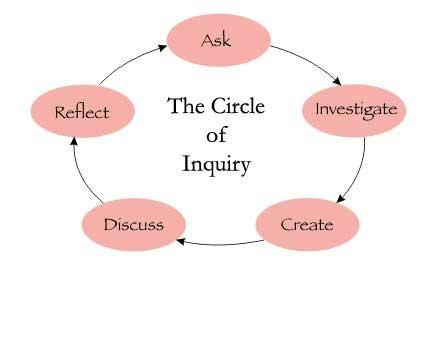 Ask
Investigate
Create
Discuss
Reflect
The Circle
of
Inquiry